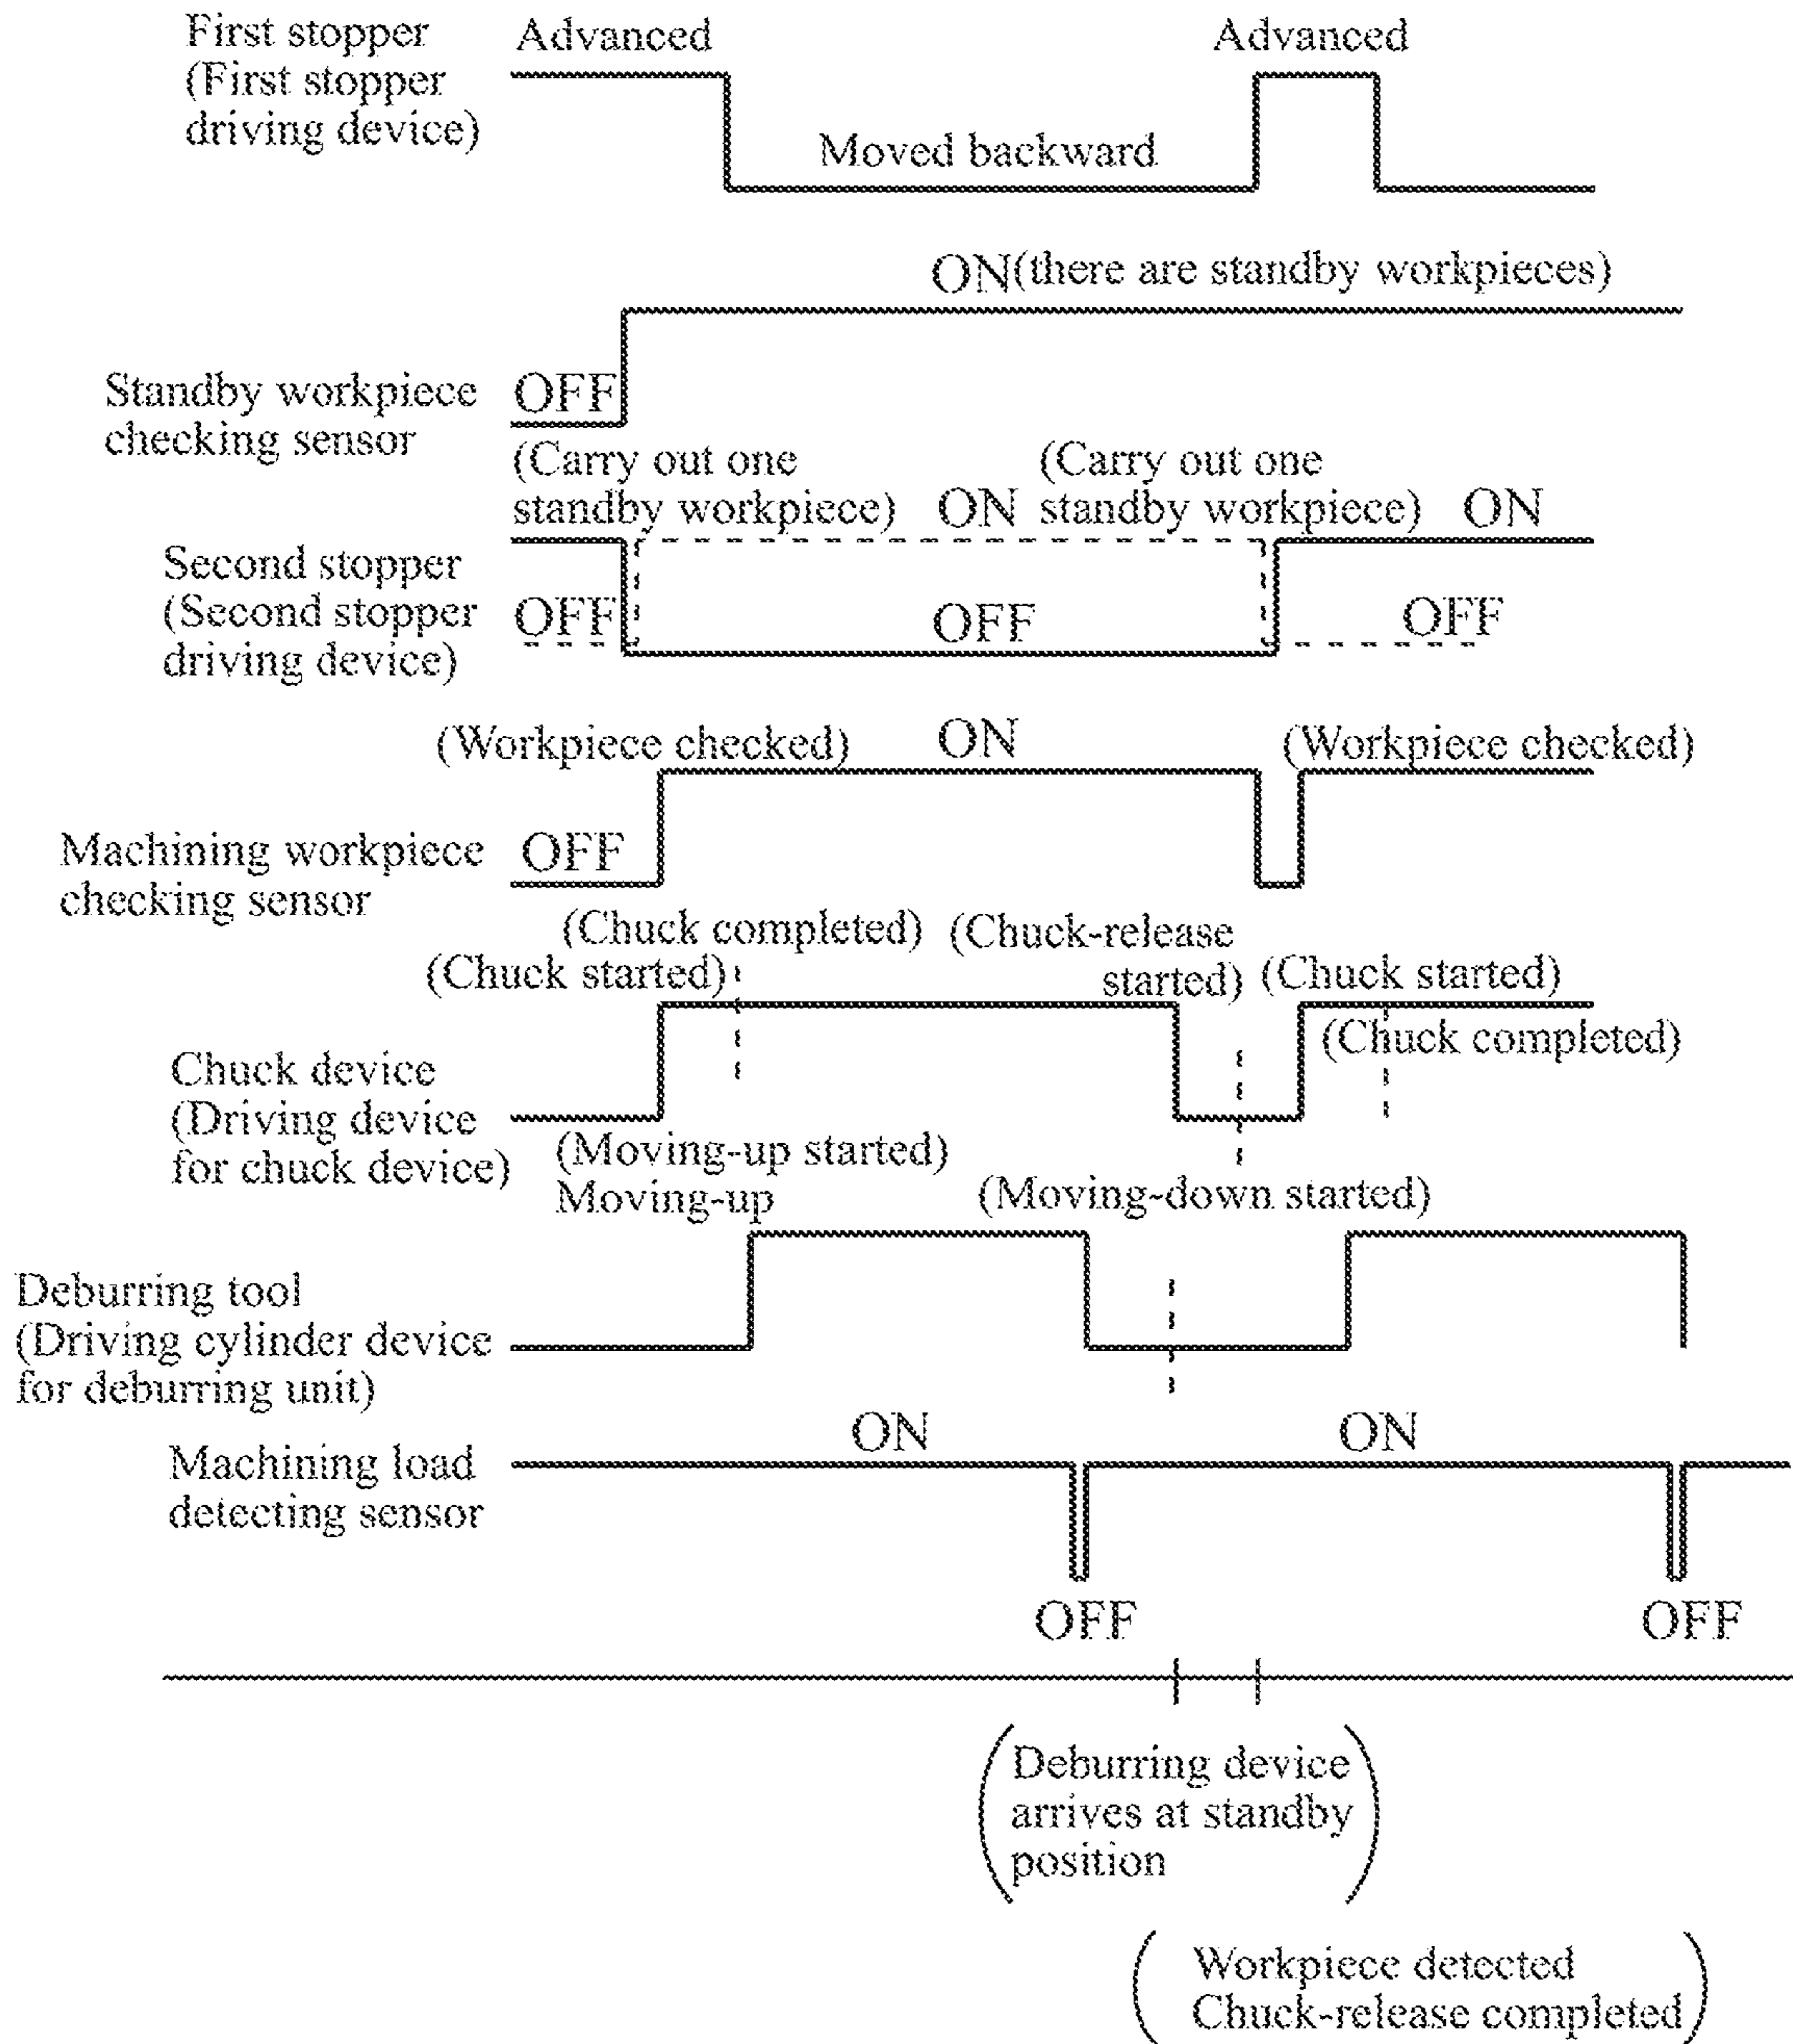 First stopper
(First stopper
driving device)
Advanced
Advanced
Moved backward
ON(there are standby workpieces)
Standby workpiece
checking sensor
OFF
(Carry out one
standby workpiece)
ON
(Carry out one
standby workpiece)
ON
Second stopper
(Second stopper
driving device)
OFF
OFF
OFF
(Workpiece checked)
ON
(Workpiece checked)
Machining workpiece
checking sensor
OFF
(Chuck completed)
(Chuck started)
(Chuck-release
started)
(Chuck started)
(Chuck completed)
Chuck device
(Driving device
for chuck device)
(Moving-up started)
Moving-up
(Moving-down started)
Deburring tool
(Driving cylinder device
for deburring unit)
ON
ON
Machining load
detecting sensor
OFF
OFF
(Deburring device
arrives at standby
position)
(Workpiece detected
Chuck-release completed)